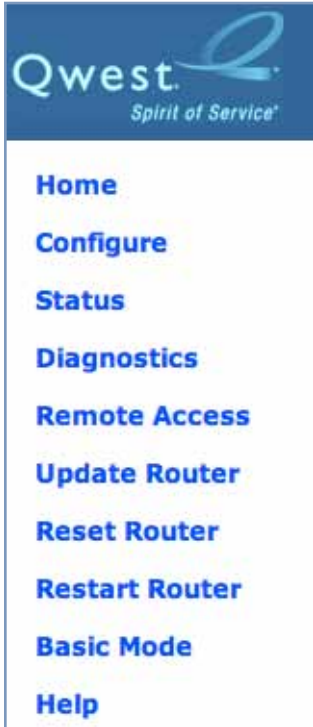 Qwest.
Spirit of Service®
Home
Configure
Status
Diagnostics
Remote Access
Update Router
Reset Router
Restart Router
Basic Mode
Help